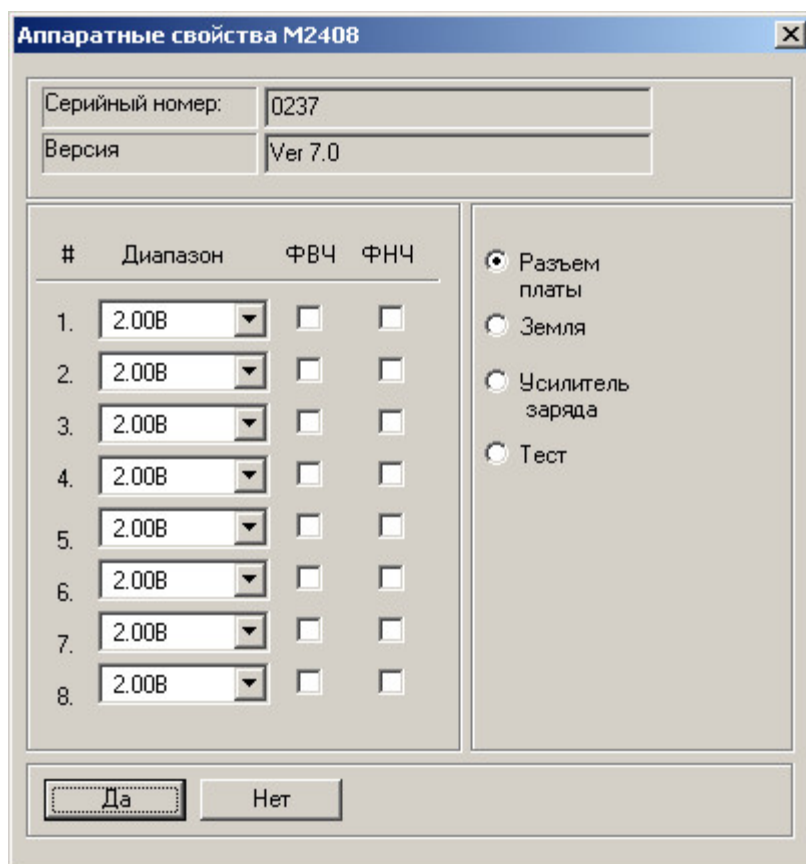 Аппаратные свойства M2408
Серийный номер: 0237
Версия Ver 7.0
# Диапазон ФВЧ ФНЧ
1. 2.00В
2. 2.00В
3. 2.00В
4. 2.00В
5. 2.00В
6. 2.00В
7. 2.00В
8. 2.00В
Разъем
платы
Земля
Усилитель
заряда
Тест
Да Нет